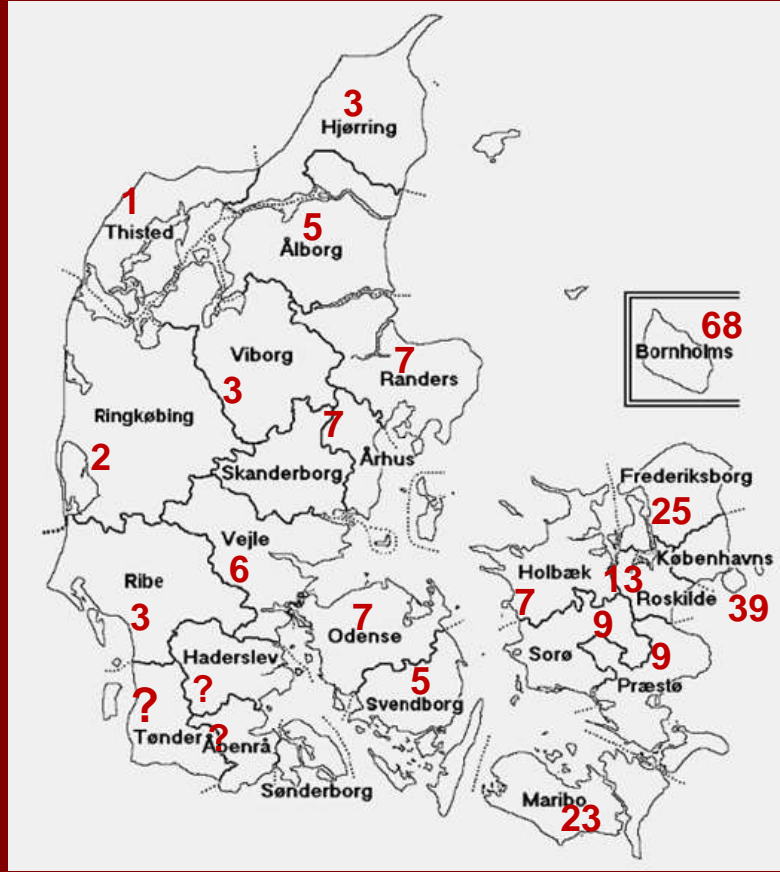 3
Hjørring
1
Thisted
5
Ålborg
68
Bornholms
Viborg
3
7
Randers
Ringkøbing
2
7
Århus
Skanderborg
Frederiksborg
25
Vejle
6
Københavns
Holbæk
13
Roskilde
7
39
Ribe
3
7
Odense
9
Sorø
9
Præstø
Haderslev
?
5
Svendborg
?
Tønder
?
Åbenrå
Sønderborg
Maribo
23